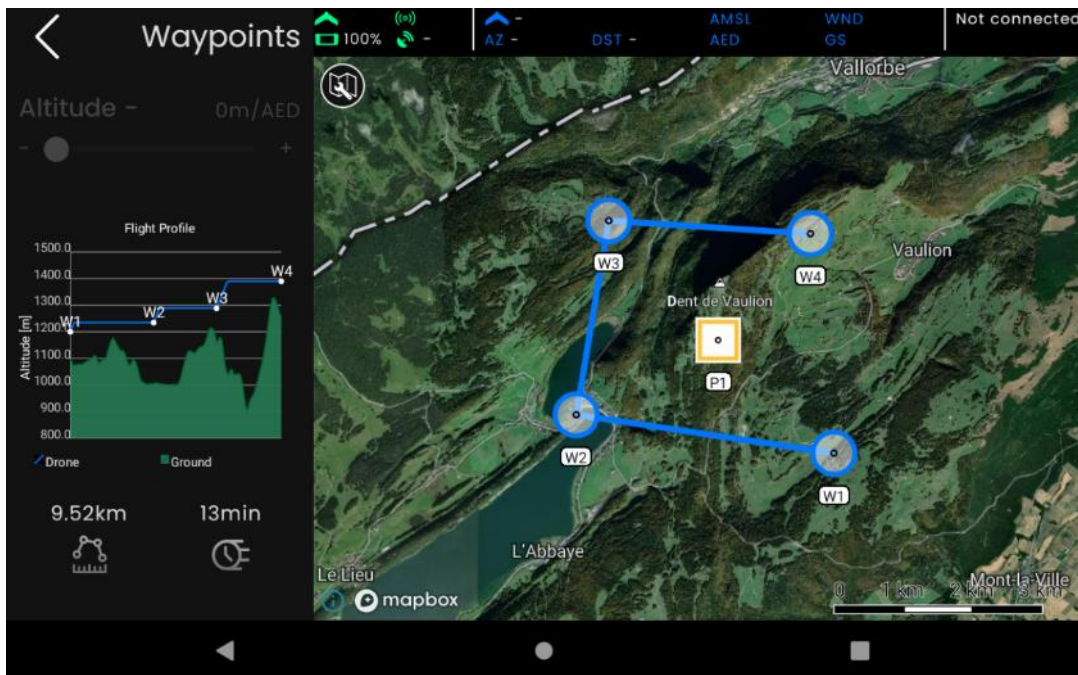 Waypoints
100%
-
-
AZ -
DST -
AMSL
AED
WND
GS
Not connected
Altitude -
0m/AED
-
+
Flight Profile
Altitude [m]
1500.0
1400.0
1300.0
1200.0
1100.0
1000.0
900.0
800.0
W1
W2
W3
W4
Drone
Ground
9.52km
13min
Vallorbe
W3
W4
Vaulion
Dent de Vaulion
P1
W2
W1
L'Abbaye
Le Lieu
Mont-la-Ville
mapbox
0
1 km
2 km
3 km